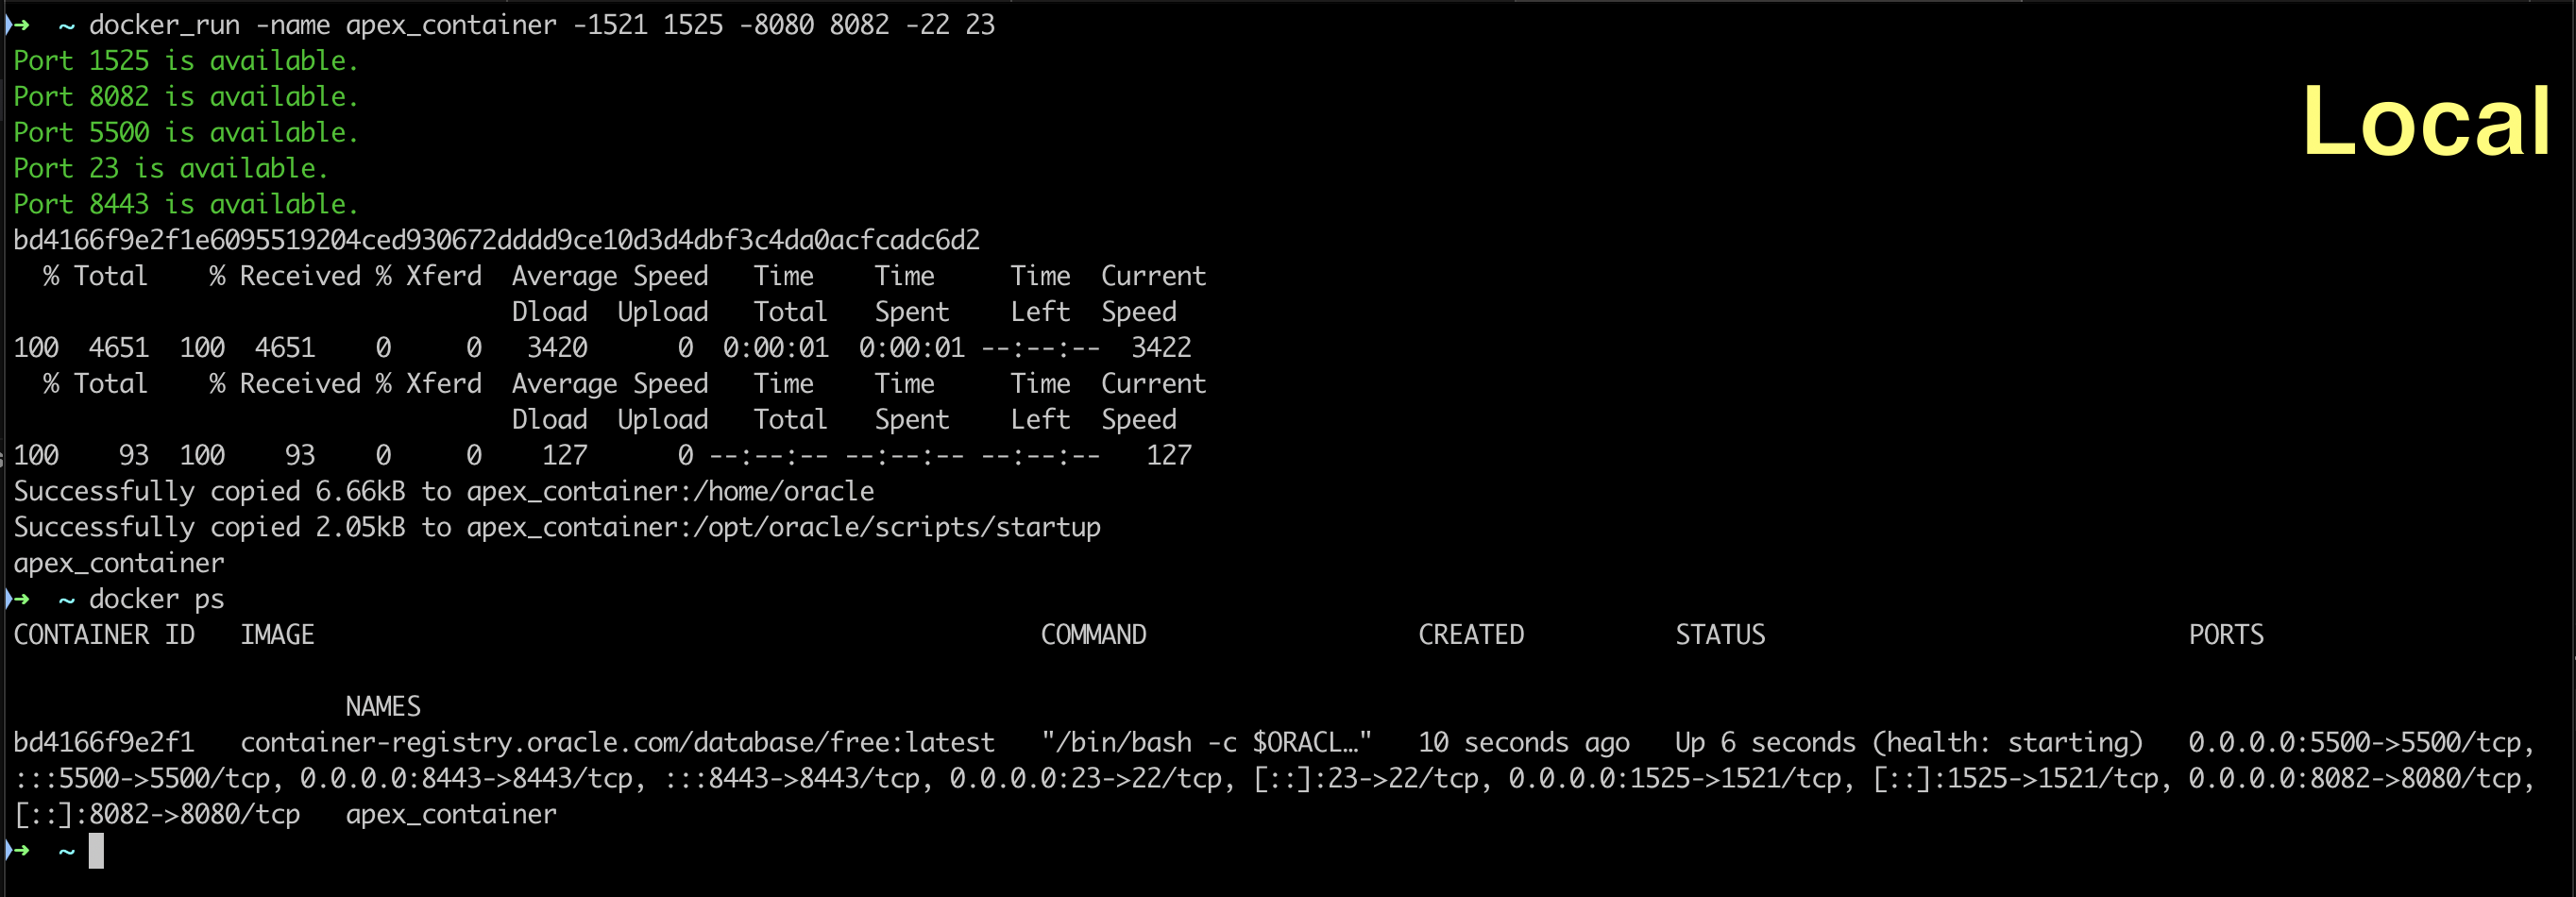 ➜  ~ docker_run -name apex_container -1521 1525 -8080 8082 -22 23
Port 1525 is available.
Port 8082 is available.
Local
Port 5500 is available.
Port 23 is available.
Port 8443 is available.
bd4166f9e2f1e6095519204ced930672dddd9ce10d3d4dbf3c4da0acfcadc6d2
  % Total    % Received % Xferd  Average Speed   Time    Time     Time  Current
                                 Dload  Upload   Total   Spent    Left  Speed
100  4651  100  4651    0     0   3420      0  0:00:01  0:00:01 --:--:--  3422
  % Total    % Received % Xferd  Average Speed   Time    Time     Time  Current
                                 Dload  Upload   Total   Spent    Left  Speed
100    93  100    93    0     0    127      0 --:--:-- --:--:-- --:--:--   127
Successfully copied 6.66kB to apex_container:/home/oracle
Successfully copied 2.05kB to apex_container:/opt/oracle/scripts/startup
apex_container
➜  ~ docker ps
CONTAINER ID   IMAGE                                                COMMAND                  CREATED          STATUS                            PORTS
                      NAMES
bd4166f9e2f1   container-registry.oracle.com/database/free:latest   "/bin/bash -c $ORACL…"   10 seconds ago   Up 6 seconds (health: starting)   0.0.0.0:5500->5500/tcp,
:::5500->5500/tcp, 0.0.0.0:8443->8443/tcp, :::8443->8443/tcp, 0.0.0.0:23->22/tcp, [::]:23->22/tcp, 0.0.0.0:1525->1521/tcp, [::]:1525->1521/tcp, 0.0.0.0:8082->8080/tcp,
[::]:8082->8080/tcp   apex_container
➜  ~